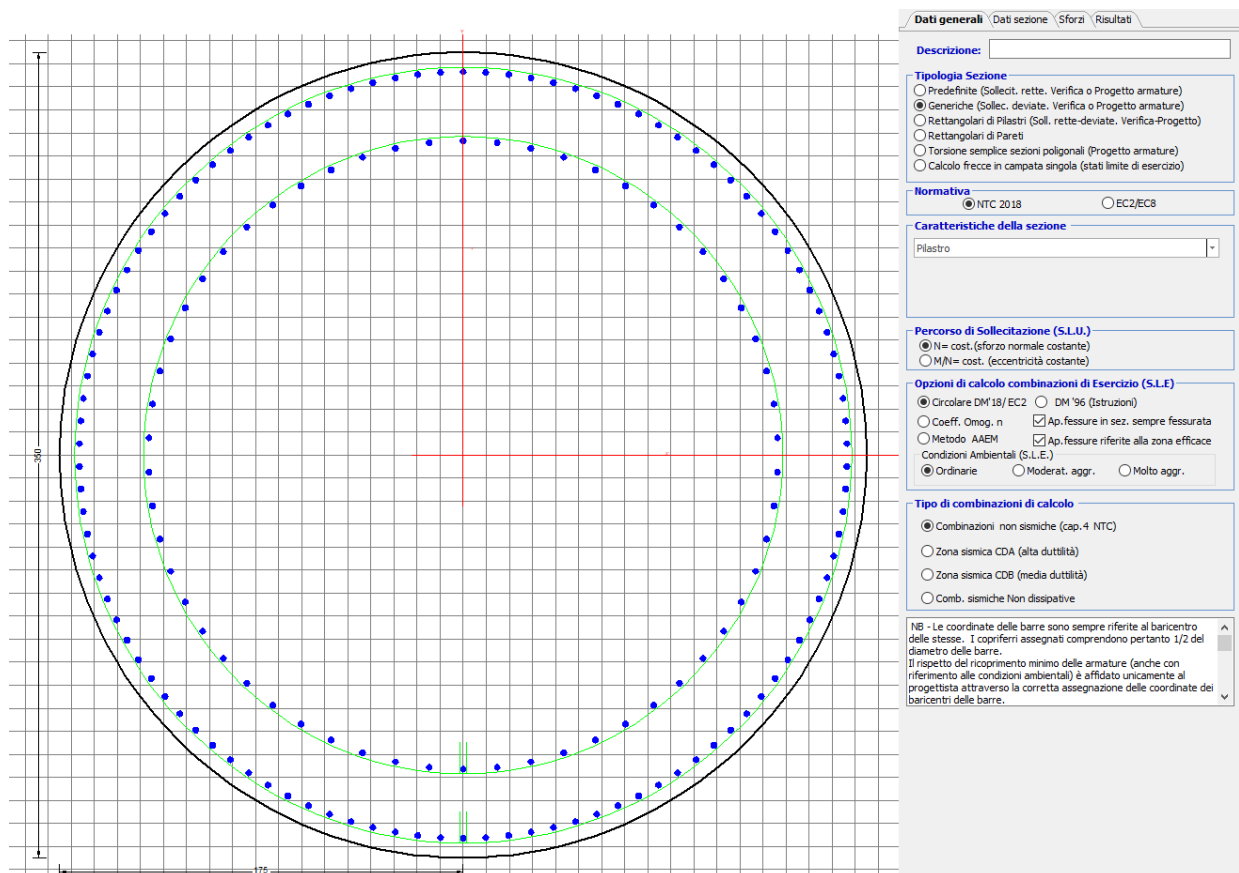 350
175
Dati generali Dati sezione Sforzi Risultati
Descrizione:
Tipologia Sezione
Predefinite (Sollecit. rette. Verifica o Progetto armature)
Generiche (Sollec. deviate. Verifica o Progetto armature)
Rettangolari di Pilastri (Soll. rette-deviate. Verifica-Progetto)
Rettangolari di Pareti
Torsione semplice sezioni poligonali (Progetto armature)
Calcolo frecce in campata singola (stati limite di esercizio)
Normativa
NTC 2018 EC2/EC8
Caratteristiche della sezione
Pilastro
Percorso di Sollecitazione (S.L.U.)
N= cost.(sforzo normale costante)
M/N= cost. (eccentricità costante)
Opzioni di calcolo combinazioni di Esercizio (S.L.E)
Circolare DM'18/ EC2 DM '96 (Istruzioni)
Coeff. Omog. n Ap.fessure in sez. sempre fessurata
Metodo AAEM Ap.fessure riferite alla zona efficace
Condizioni Ambientali (S.L.E.)
Ordinarie Moderat. aggr. Molto aggr.
Tipo di combinazioni di calcolo
Combinazioni non sismiche (cap.4 NTC)
Zona sismica CDA (alta duttilità)
Zona sismica CDB (media duttilità)
Comb. sismiche Non dissipative
NB - Le coordinate delle barre sono sempre riferite al baricentro
delle stesse. I copriferri assegnati comprendono pertanto 1/2 del
diametro delle barre.
Il rispetto del ricoprimento minimo delle armature (anche con
riferimento alle condizioni ambientali) è affidato unicamente al
progettista attraverso la corretta assegnazione delle coordinate dei
baricentri delle barre.